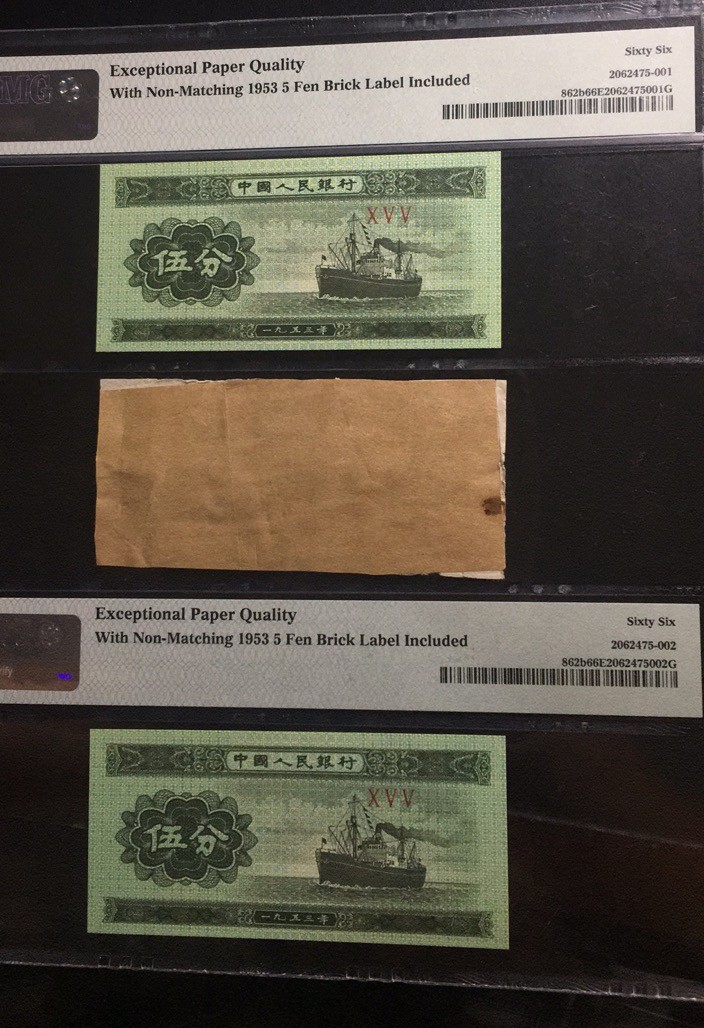 Exceptional Paper Quality
With Non-Matching 1953 5 Fen Brick Label Included
Sixty Six
2062475-001
862b66E2062475001G
PMG
中國人民銀行
XVV
伍分
一九五三年
Exceptional Paper Quality
With Non-Matching 1953 5 Fen Brick Label Included
Sixty Six
2062475-002
862b66E2062475002G
中國人民銀行
XVV
伍分
一九五三年